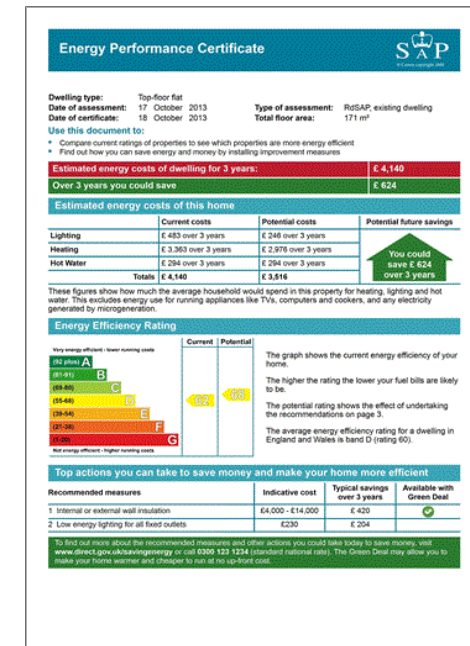 Energy Performance Certificate
SAP
Dwelling type: Top-floor flat
Date of assessment: 17 October 2013 Type of assessment: RdSAP, existing dwelling
Date of certificate: 18 October 2013 Total floor area: 171 m²
Use this document to:
• Compare current ratings of properties to see which properties are more energy efficient
• Find out how you can save energy and money by installing improvement measures
Estimated energy costs of dwelling for 3 years: £ 4,140
Over 3 years you could save £ 624
Estimated energy costs of this home
Current costs Potential costs Potential future savings
Lighting £ 483 over 3 years £ 246 over 3 years
Heating £ 3,363 over 3 years £ 2,976 over 3 years
Hot Water £ 294 over 3 years £ 294 over 3 years
Totals £ 4,140 £ 3,516
You could
save £ 624
over 3 years
These figures show how much the average household would spend in this property for heating, lighting and hot
water. This excludes energy use for running appliances like TVs, computers and cookers, and any electricity
generated by microgeneration.
Energy Efficiency Rating
Current Potential
Very energy efficient - lower running costs
(92 plus) A
(81-91) B
(69-80) C
(55-68) D
(39-54) E
(21-38) F
(1-20) G
Not energy efficient - higher running costs
62 68
The graph shows the current energy efficiency of your
home.
The higher the rating the lower your fuel bills are likely
to be.
The potential rating shows the effect of undertaking
the recommendations on page 3.
The average energy efficiency rating for a dwelling in
England and Wales is band D (rating 60).
Top actions you can take to save money and make your home more efficient
Recommended measures Indicative cost Typical savings over 3 years Available with Green Deal
1 Internal or external wall insulation £4,000 - £14,000 £ 420
2 Low energy lighting for all fixed outlets £230 £ 204
To find out more about the recommended measures and other actions you could take today to save money, visit
www.direct.gov.uk/savingenergy or call 0300 123 1234 (standard national rate). The Green Deal may allow you to
make your home warmer and cheaper to run at no up-front cost.